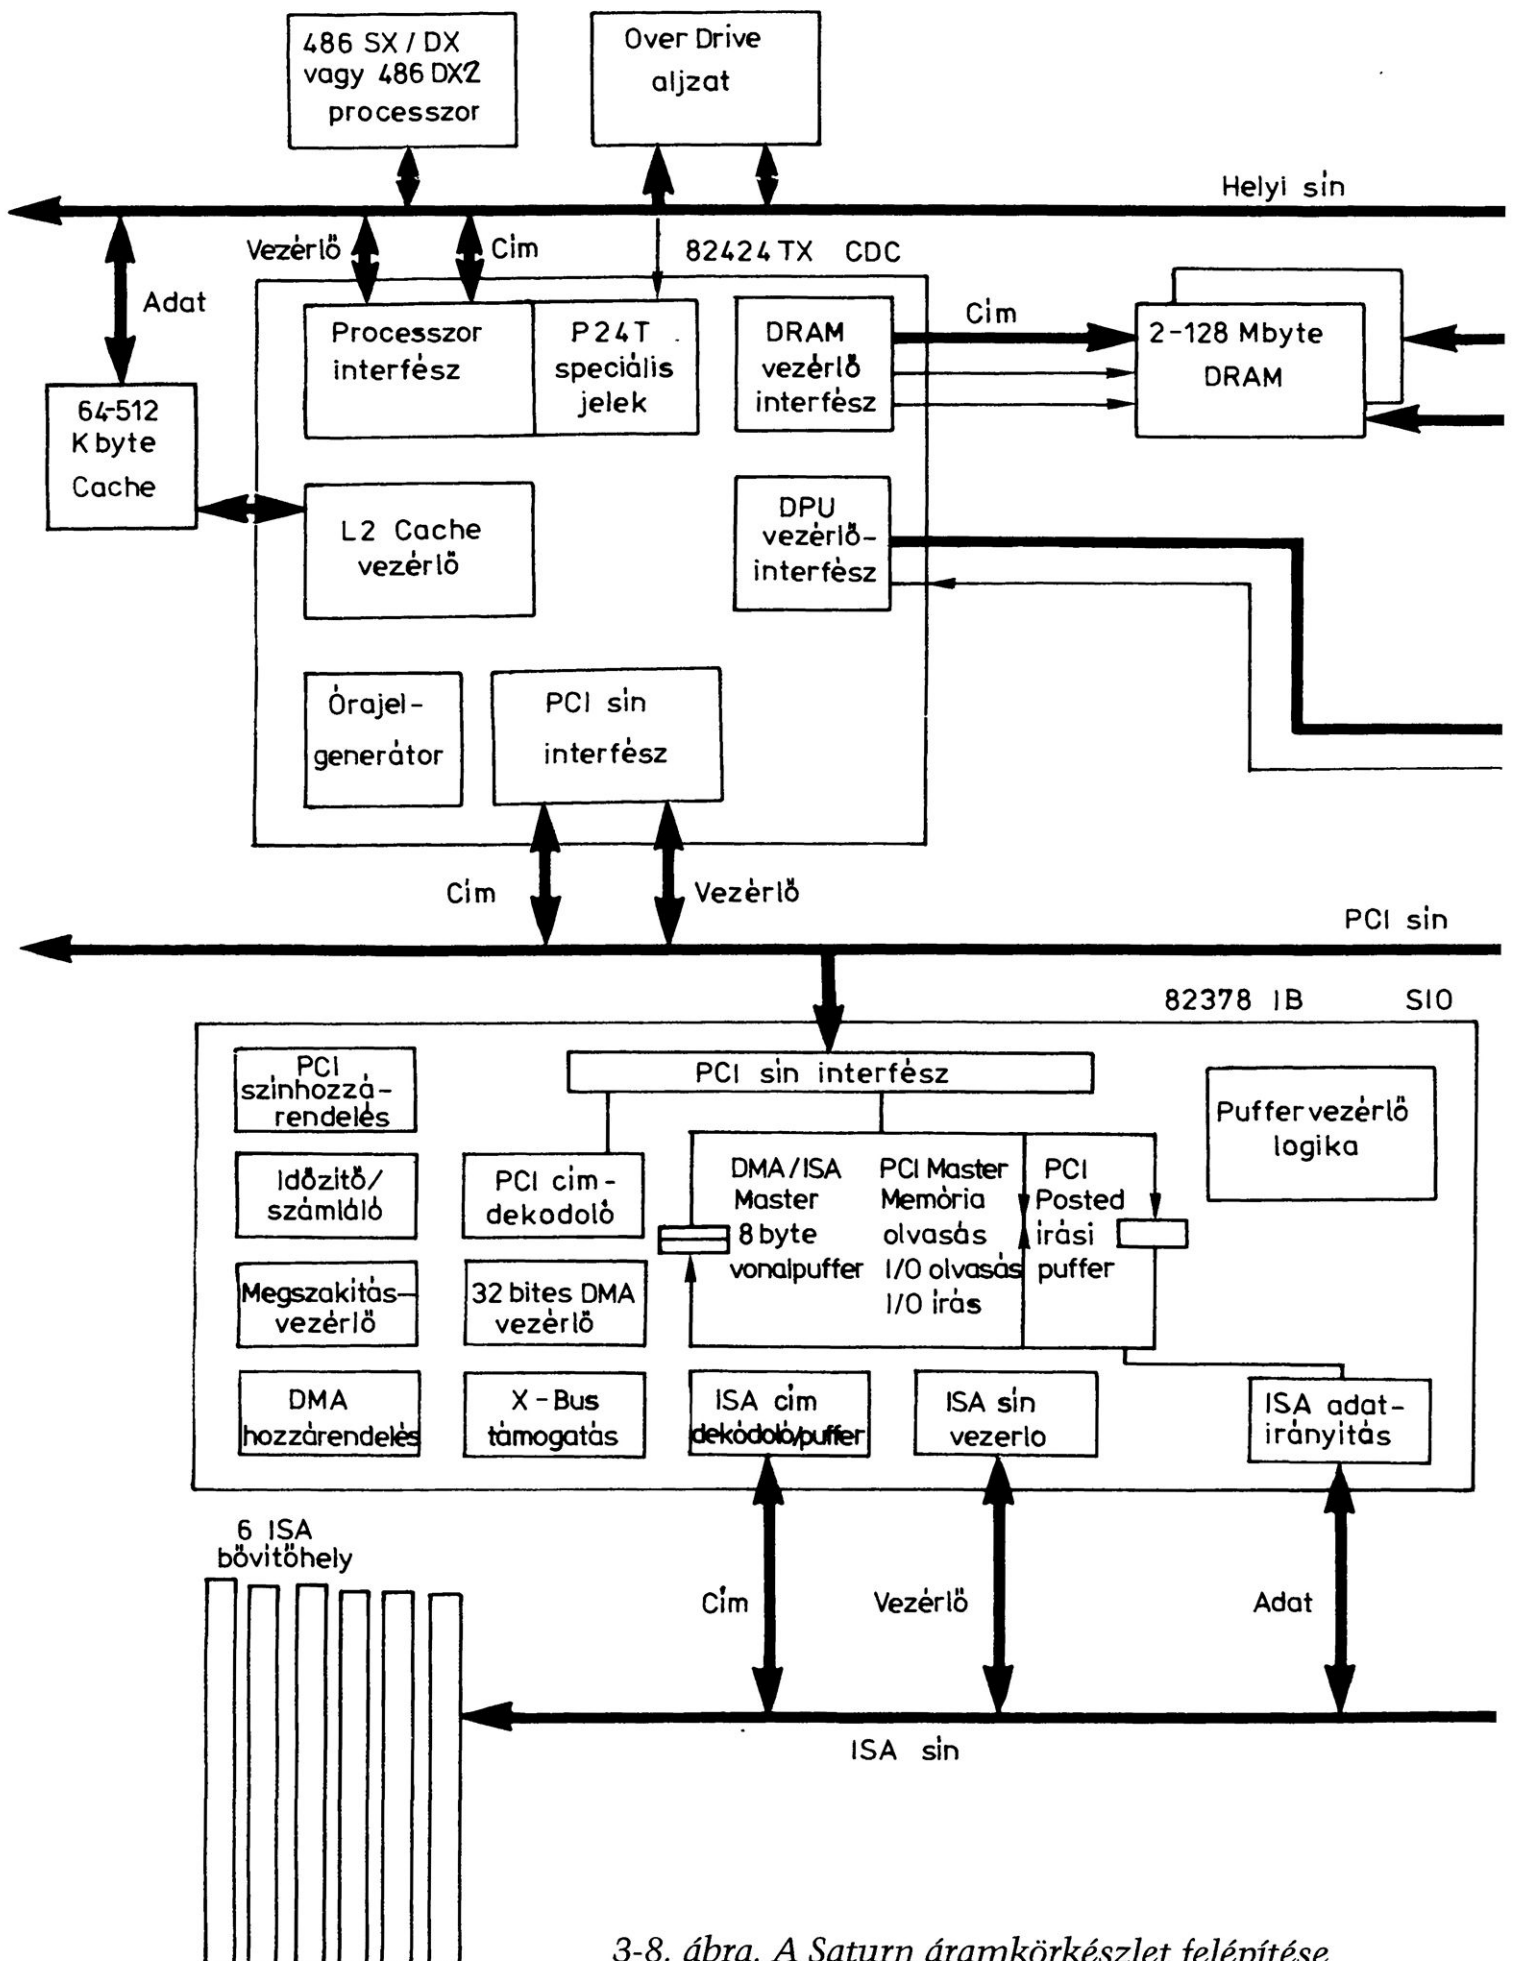 486 SX / DX
vagy 486 DX2
processzor
Over Drive
aljzat
Helyi sín
Vezérlő
Cím
82424 TX CDC
Adat
Processzor
interfész
P24T
speciális
jelek
DRAM
vezérlő
interfész
Cím
2-128 Mbyte
DRAM
64-512
K byte
Cache
L2 Cache
vezérlő
DPU
vezérlő-
interfész
Órajel-
generátor
PCI sín
interfész
Cím
Vezérlő
PCI sín
82378 IB SIO
PCI
színhozzá-
rendelés
PCI sín interfész
Puffervezérlő
logika
Időzítő/
számláló
PCI cím-
dekodoló
DMA/ISA
Master
8 byte
vonalpuffer
PCI Master
Memória
olvasás
I/O olvasás
I/O írás
PCI
Posted
írási
puffer
Megszakítás-
vezérlő
32 bites DMA
vezérlő
DMA
hozzárendelés
X-Bus
támogatás
ISA cím
dekódoló/puffer
ISA sín
vezerlo
ISA adat-
irányítás
6 ISA
bővítőhely
Cím
Vezérlő
Adat
ISA sín
3-8. ábra. A Saturn áramkörkészlet felépítése